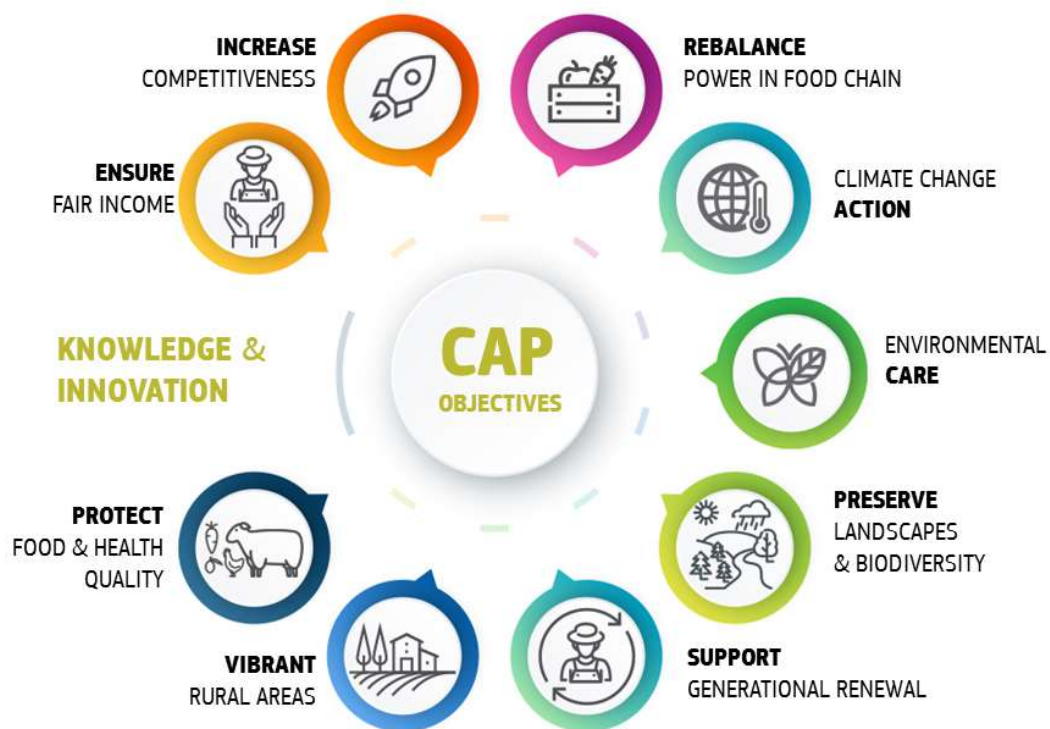 INCREASE
COMPETITIVENESS
REBALANCE
POWER IN FOOD CHAIN
ENSURE
FAIR INCOME
CLIMATE CHANGE
ACTION
KNOWLEDGE &
INNOVATION
CAP
OBJECTIVES
ENVIRONMENTAL
CARE
PROTECT
FOOD & HEALTH
QUALITY
PRESERVE
LANDSCAPES
& BIODIVERSITY
VIBRANT
RURAL AREAS
SUPPORT
GENERATIONAL RENEWAL